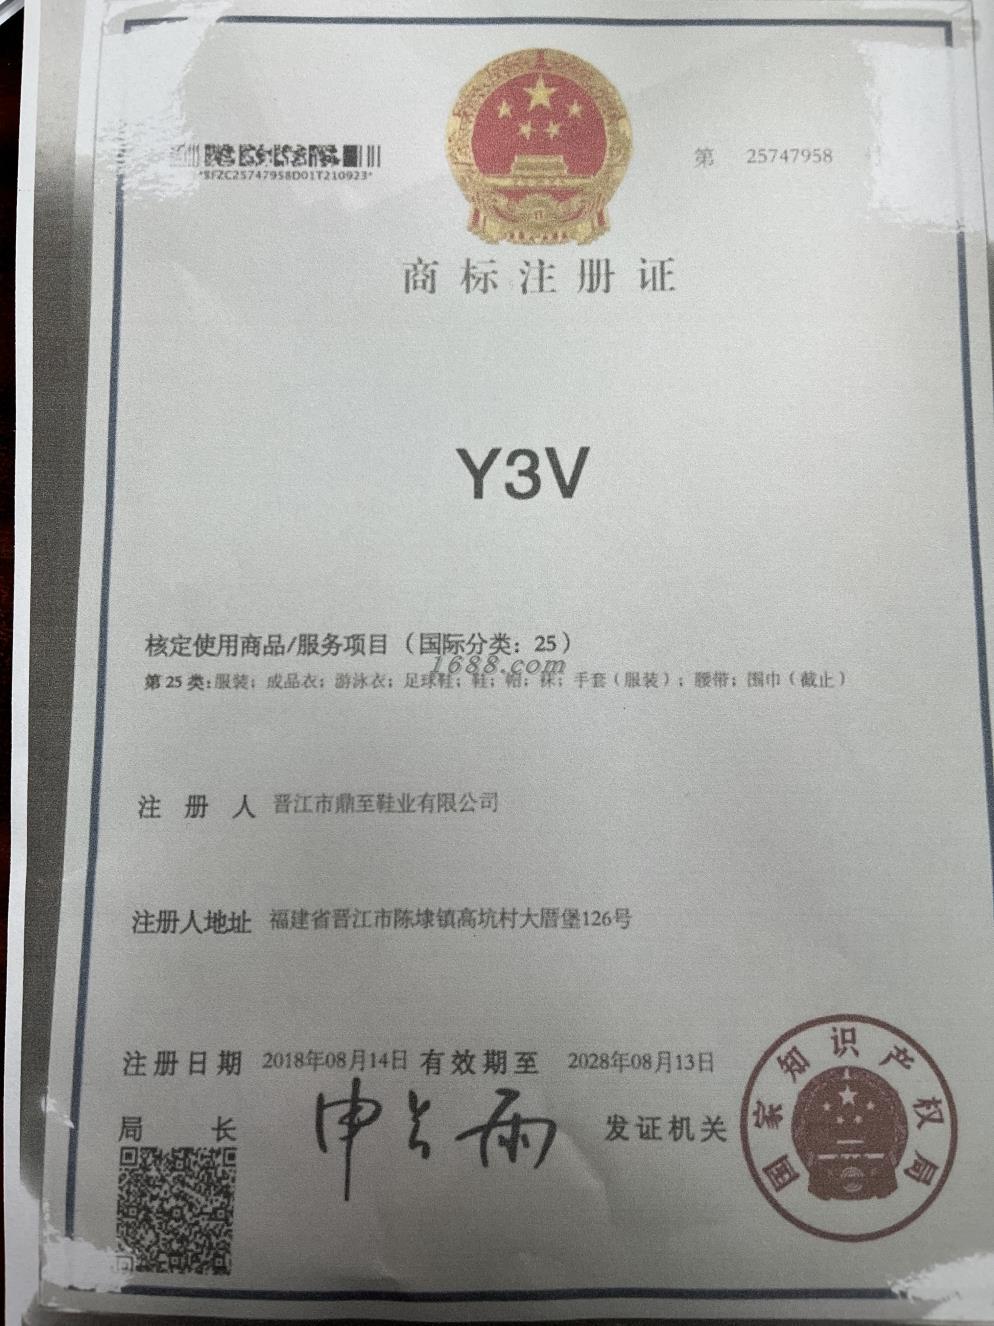 第 25747958
*SFZC25747958D01T210923*
商标注册证
Y3V
核定使用商品/服务项目（国际分类：25）
1688.com
第25类:服装；成品衣；游泳衣；足球鞋；鞋；帽；袜；手套（服装）；腰带；围巾（截止）
注册人 晋江市鼎至鞋业有限公司
注册人地址 福建省晋江市陈埭镇高坑村大厝堡126号
注册日期 2018年08月14日 有效期至 2028年08月13日
局长 申长雨 发证机关
国家知识产权局